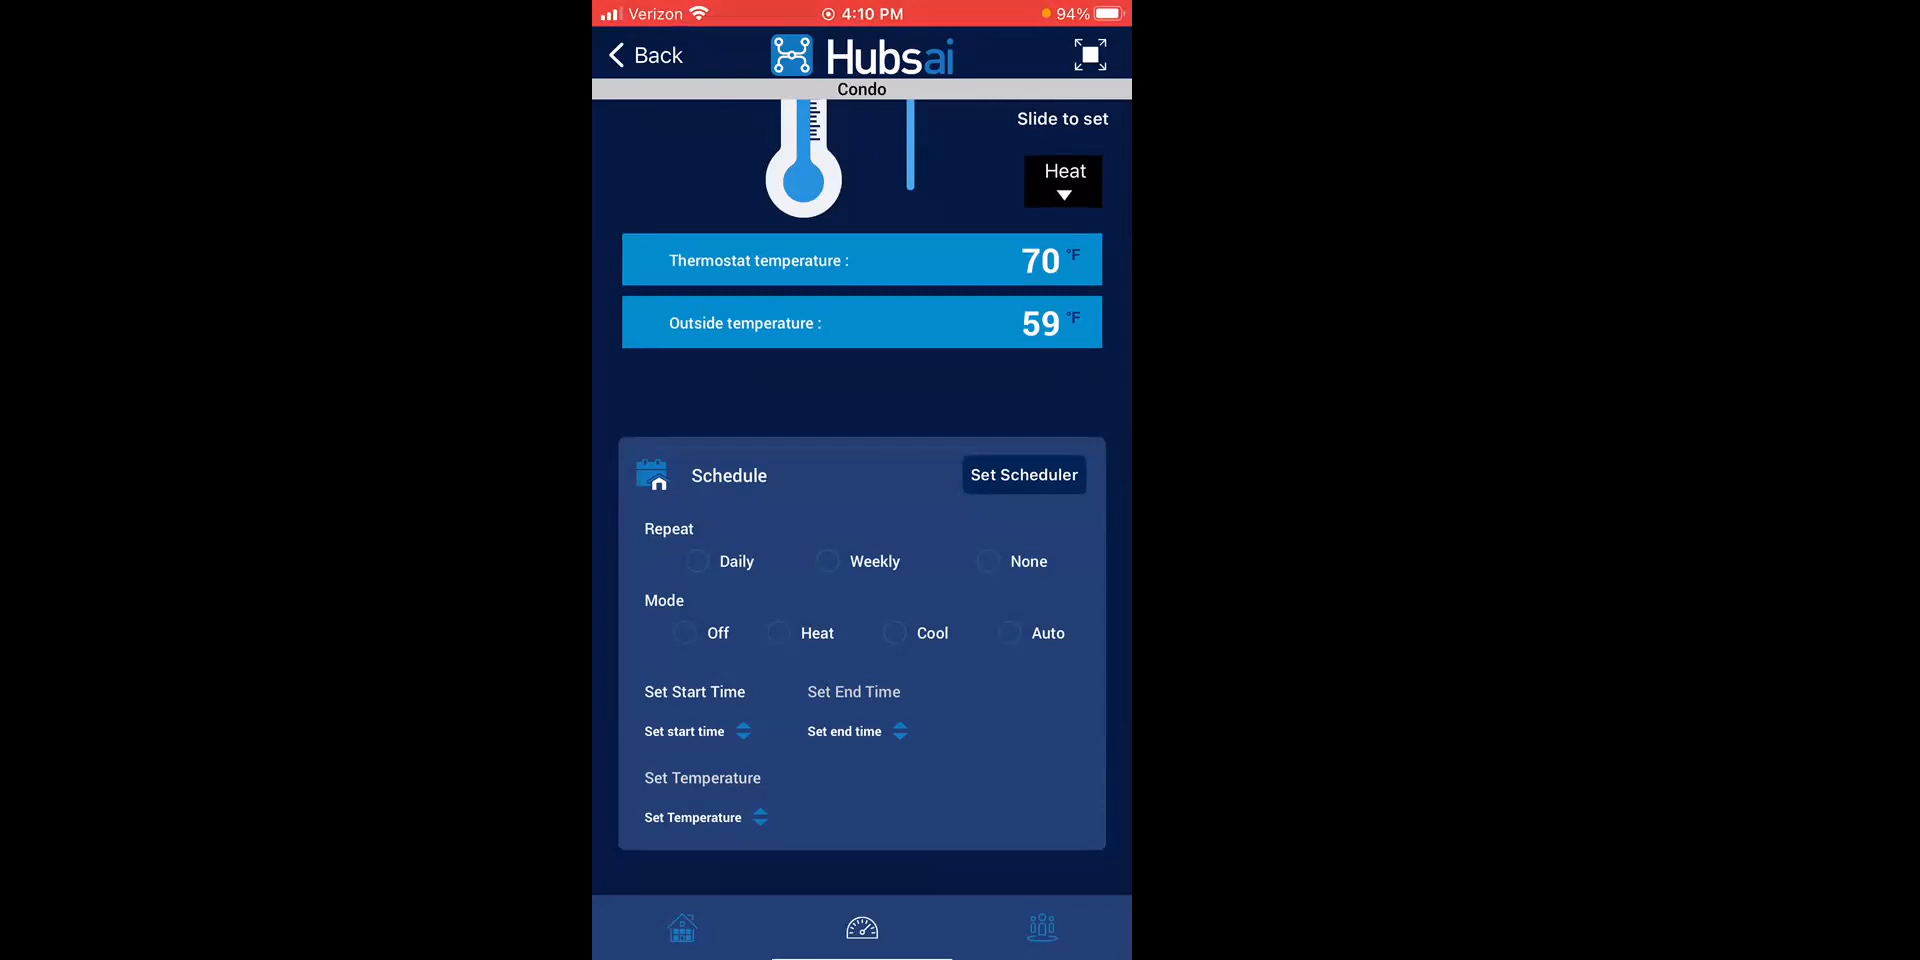 Verizon 4:10 PM 94%
Back Hubsai
Condo
Slide to set
Heat
Thermostat temperature : 70 °F
Outside temperature : 59 °F
Schedule Set Scheduler
Repeat
Daily Weekly None
Mode
Off Heat Cool Auto
Set Start Time Set End Time
Set start time Set end time
Set Temperature
Set Temperature